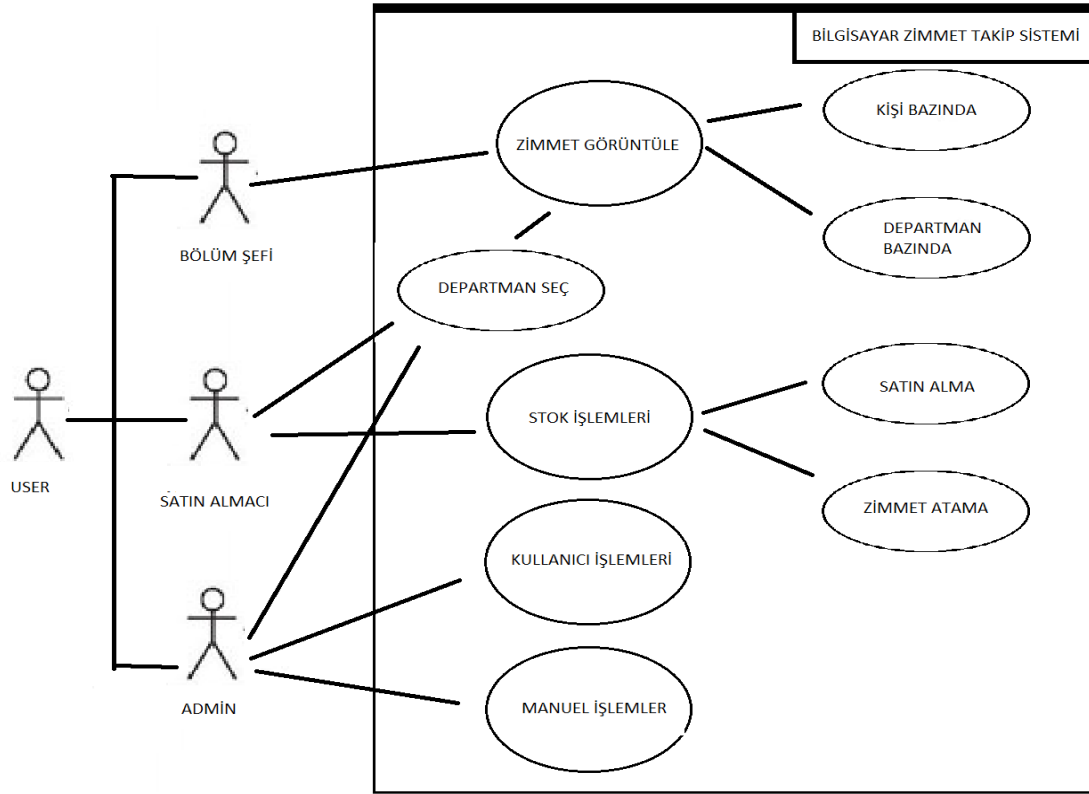 BİLGİSAYAR ZİMMET TAKİP SİSTEMİ
KİŞİ BAZINDA
ZİMMET GÖRÜNTÜLE
DEPARTMAN
BAZINDA
BÖLÜM ŞEFİ
DEPARTMAN SEÇ
SATIN ALMA
STOK İŞLEMLERİ
USER
SATIN ALMACI
ZİMMET ATAMA
KULLANICI İŞLEMLERİ
ADMİN
MANUEL İŞLEMLER